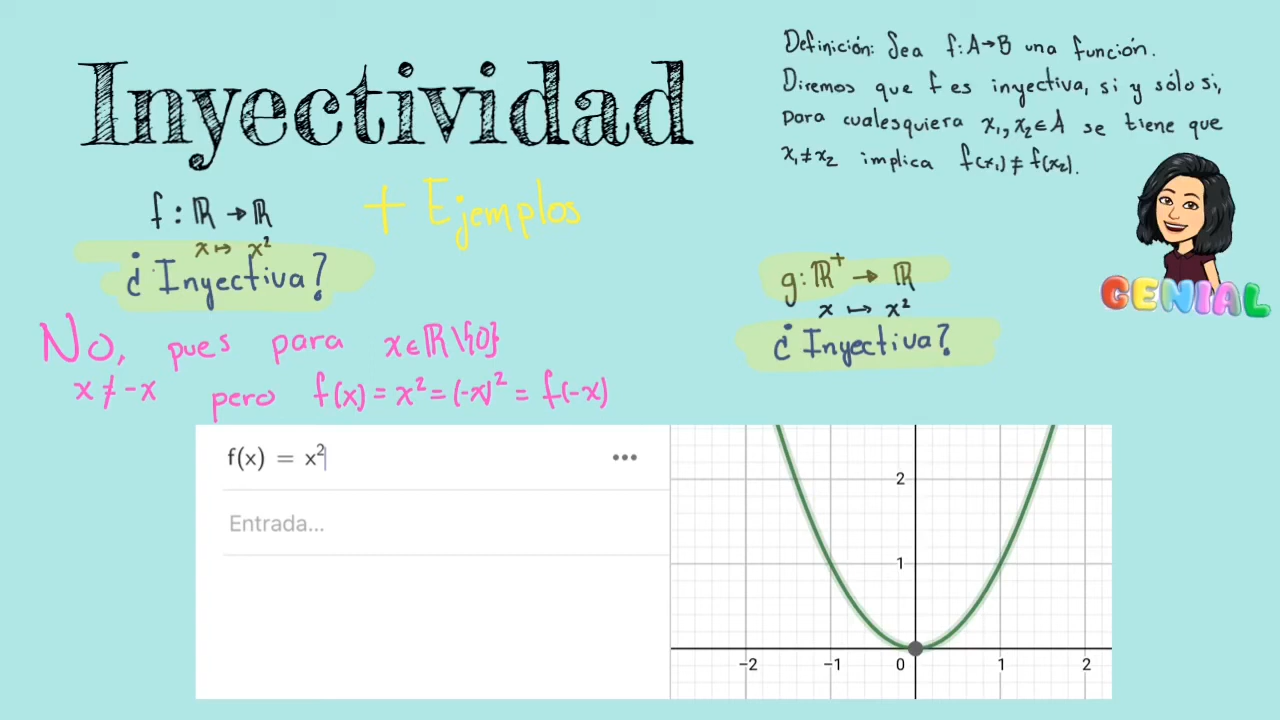 Inyectividad
+ Ejemplos
Definición: Sea f: A→B una función.
Diremos que f es inyectiva, si y sólo si,
para cualesquiera x₁, x₂ ∈ A se tiene que
x₁ ≠ x₂ implica f(x₁) ≠ f(x₂).
GENIAL
f : ℝ → ℝ
x ↦ x²
¿Inyectiva?
No, pues para x ∈ ℝ\{0}
x ≠ -x pero f(x) = x² = (-x)² = f(-x)
g: ℝ⁺ → ℝ
x ↦ x²
¿Inyectiva?
f(x) = x²
Entrada...
2
1
-2 -1 0 1 2